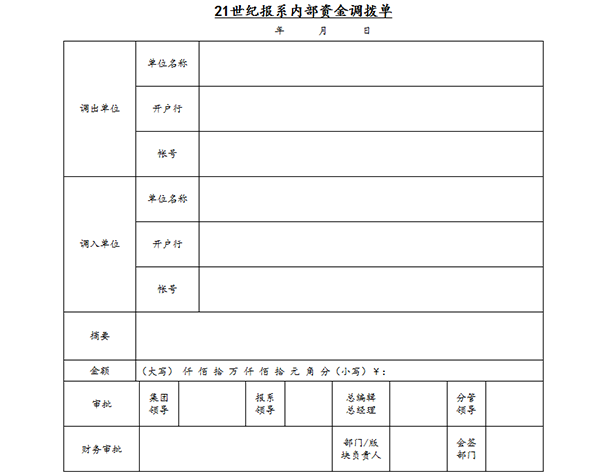 21世纪报系内部资金调拨单
年 月 日
调出单位
单位名称
开户行
帐号
调入单位
单位名称
开户行
帐号
摘要
金额 (大写) 仟 佰 拾 万 仟 佰 拾 元 角 分 (小写) ¥:
审批
集团
领导
报系
领导
总编辑
总经理
分管
领导
财务审批
部门/版
块负责人
会签
部门